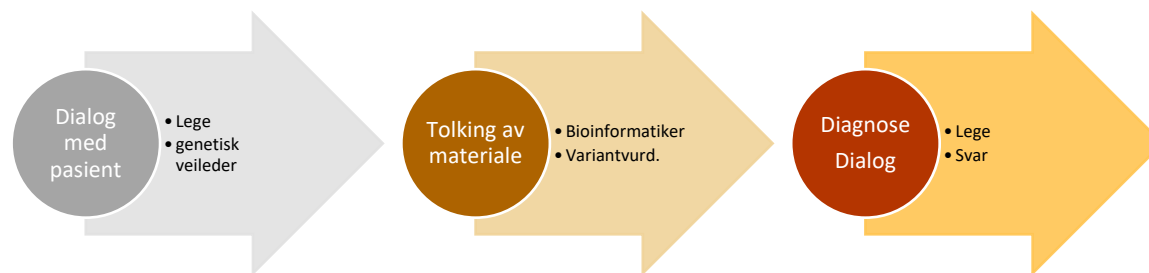 Dialog
med
pasient
• Lege
• genetisk
veileder
Tolking av
materiale
• Bioinformatiker
• Variantvurd.
Diagnose
Dialog
• Lege
• Svar